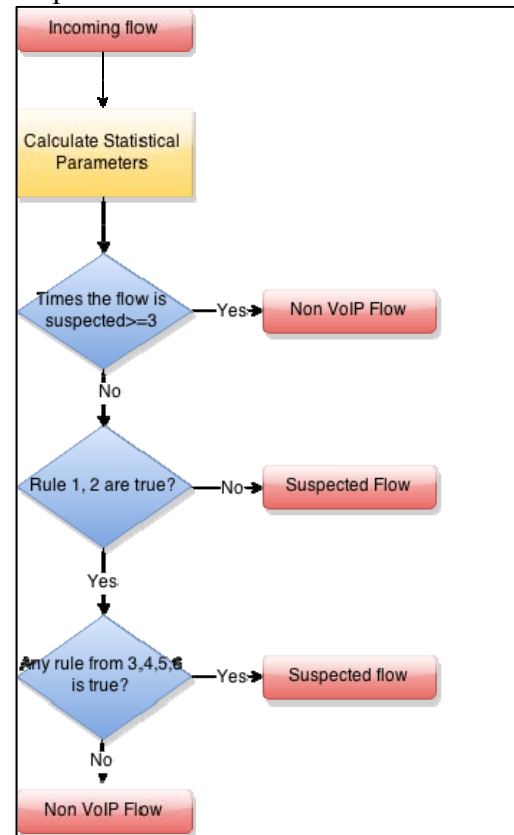 Incoming flow
Calculate Statistical
Parameters
Times the flow is
suspected>=3
Yes
Non VoIP Flow
No
Rule 1, 2 are true?
No
Suspected Flow
Yes
Any rule from 3,4,5,6
is true?
Yes
Suspected flow
No
Non VoIP Flow